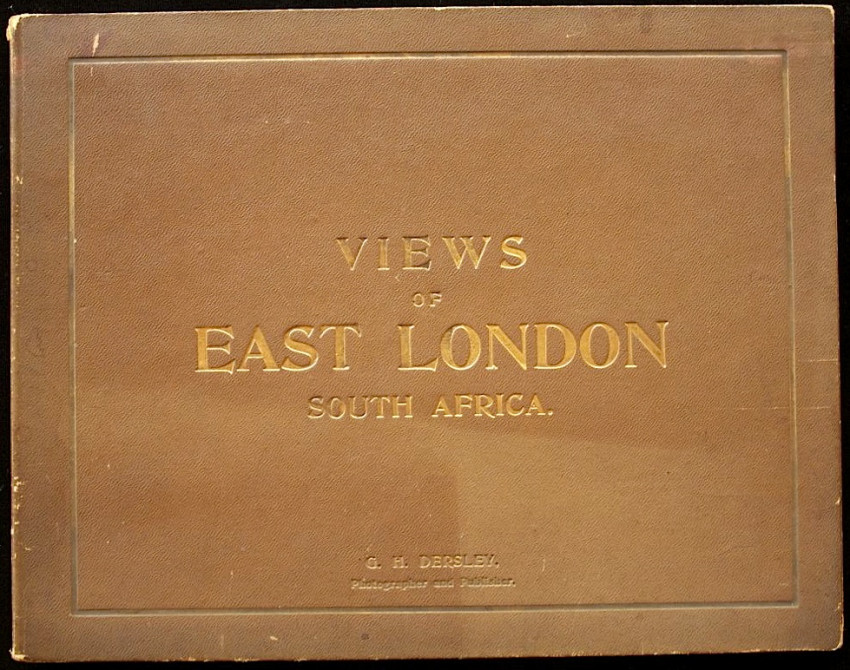 VIEWS
OF
EAST LONDON
SOUTH AFRICA.
G. H. DERSLEY,
Photographer and Publisher.